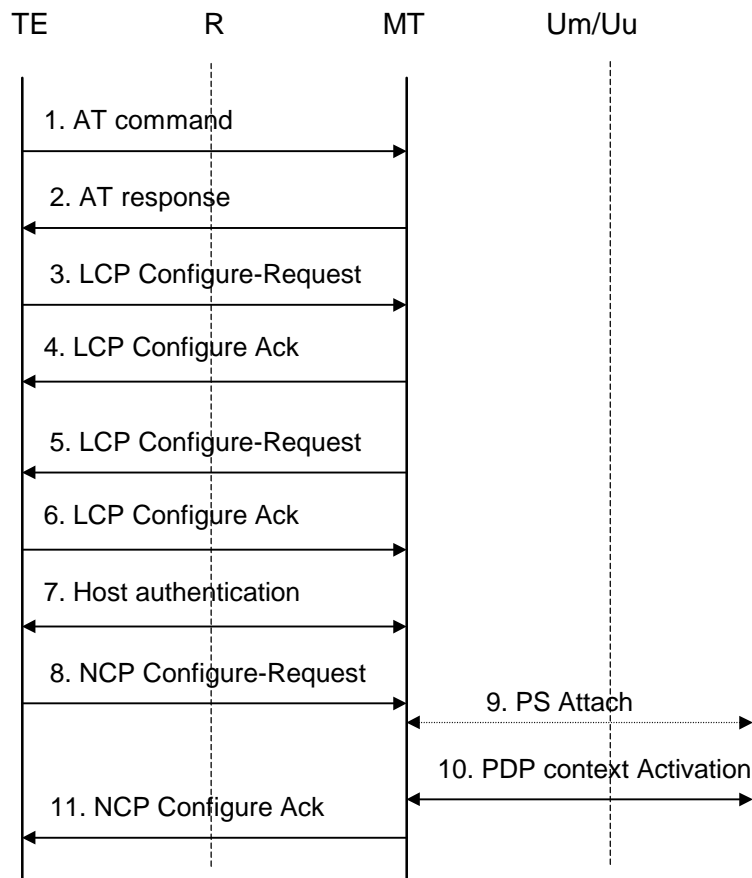 TE R MT Um/Uu
1. AT command
2. AT response
3. LCP Configure-Request
4. LCP Configure Ack
5. LCP Configure-Request
6. LCP Configure Ack
7. Host authentication
8. NCP Configure-Request
9. PS Attach
10. PDP context Activation
11. NCP Configure Ack